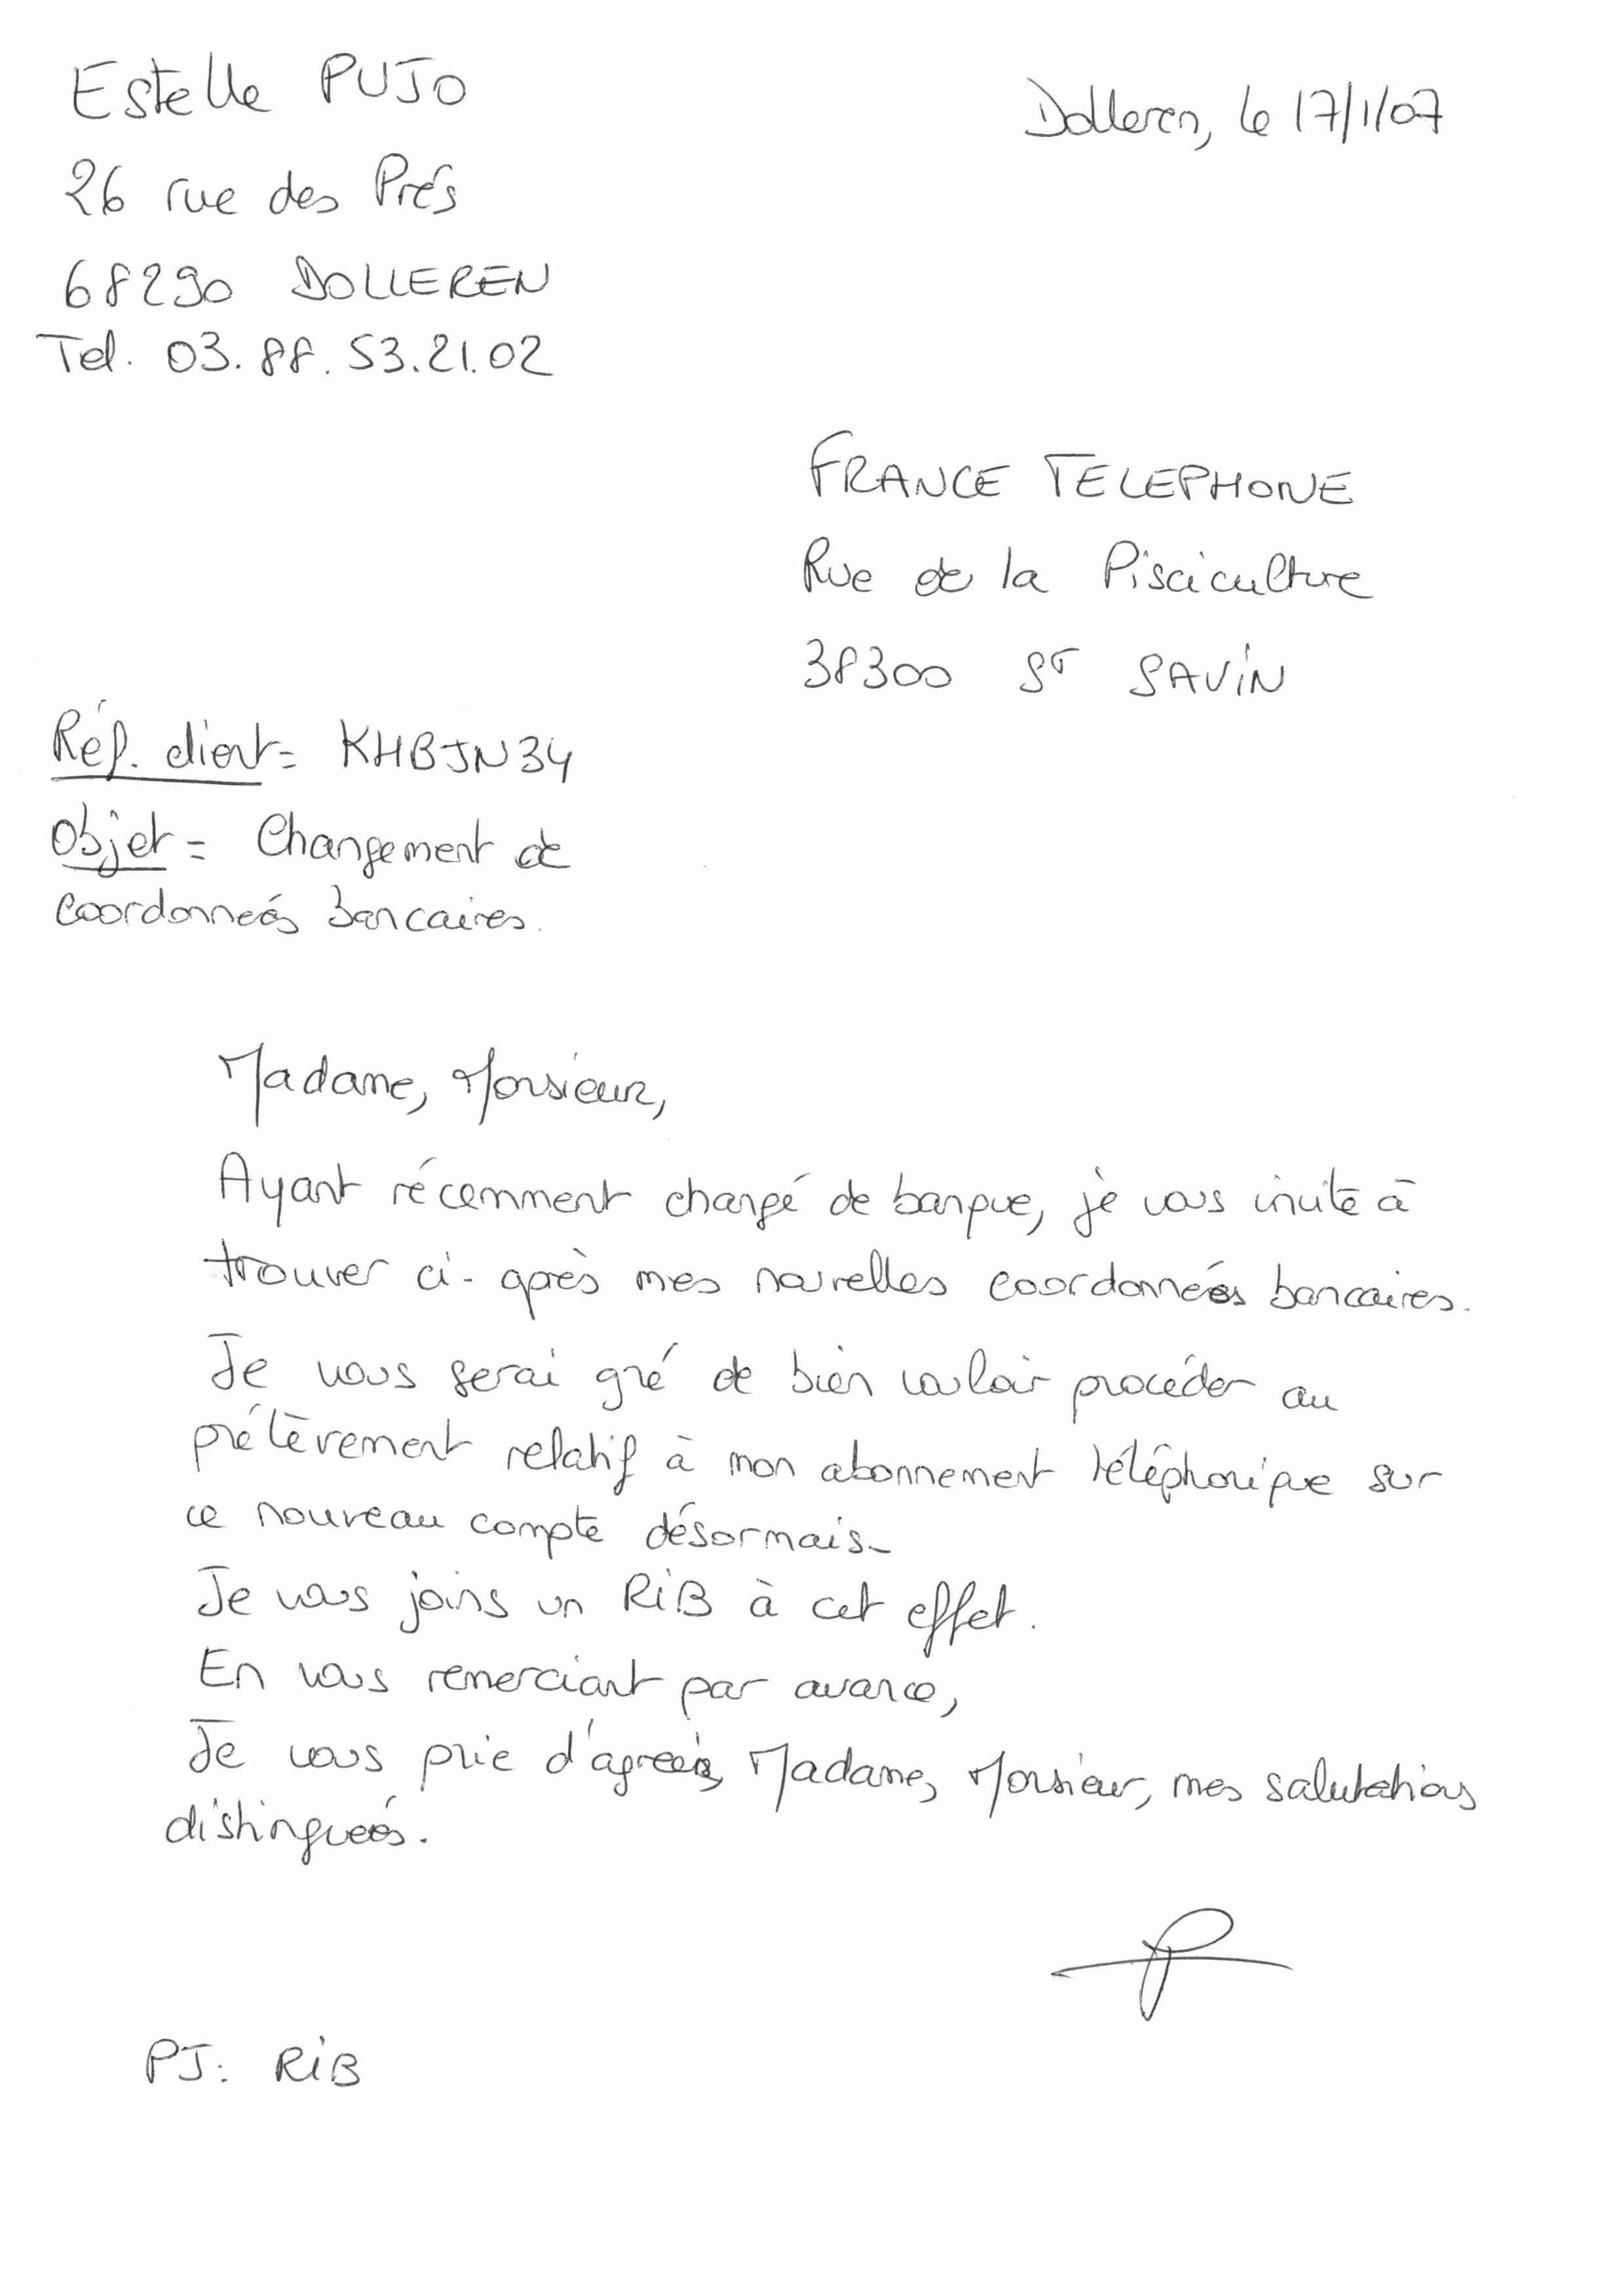 Estelle PUJO
Dolleren, le 17/1/07
26 rue des Prés
68290 DOLLEREN
Tel. 03.88.53.21.02
FRANCE TELEPHONE
Rue de la Pisciculture
38300 ST SAVIN
Réf. client = KHBJN34
Objet = Changement de
coordonnées bancaires.
Madame, Monsieur,
Ayant récemment changé de banque, je vous invite à
trouver ci-après mes nouvelles coordonnées bancaires.
Je vous serai gré de bien vouloir procéder au
prélèvement relatif à mon abonnement téléphonique sur
ce nouveau compte désormais.
Je vous joins un RIB à cet effet.
En vous remerciant par avance,
Je vous prie d'agréer, Madame, Monsieur, mes salutations
distinguées.
PJ: RIB